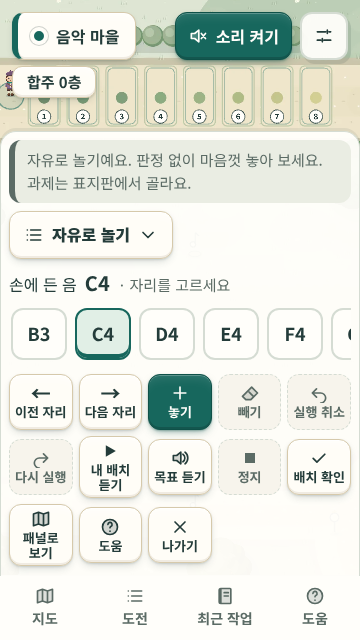 음악 마을
소리 켜기
합주 0층
1 2 3 4 5 6 7 8
자유로 놀기예요. 판정 없이 마음껏 놓아 보세요.
과제는 표지판에서 골라요.
자유로 놀기
손에 든 음 C4 · 자리를 고르세요
B3 C4 D4 E4 F4
이전 자리 다음 자리 놓기 빼기 실행 취소
다시 실행 내 배치 듣기 목표 듣기 정지 배치 확인
패널로 보기 도움 나가기
지도 도전 최근 작업 도움